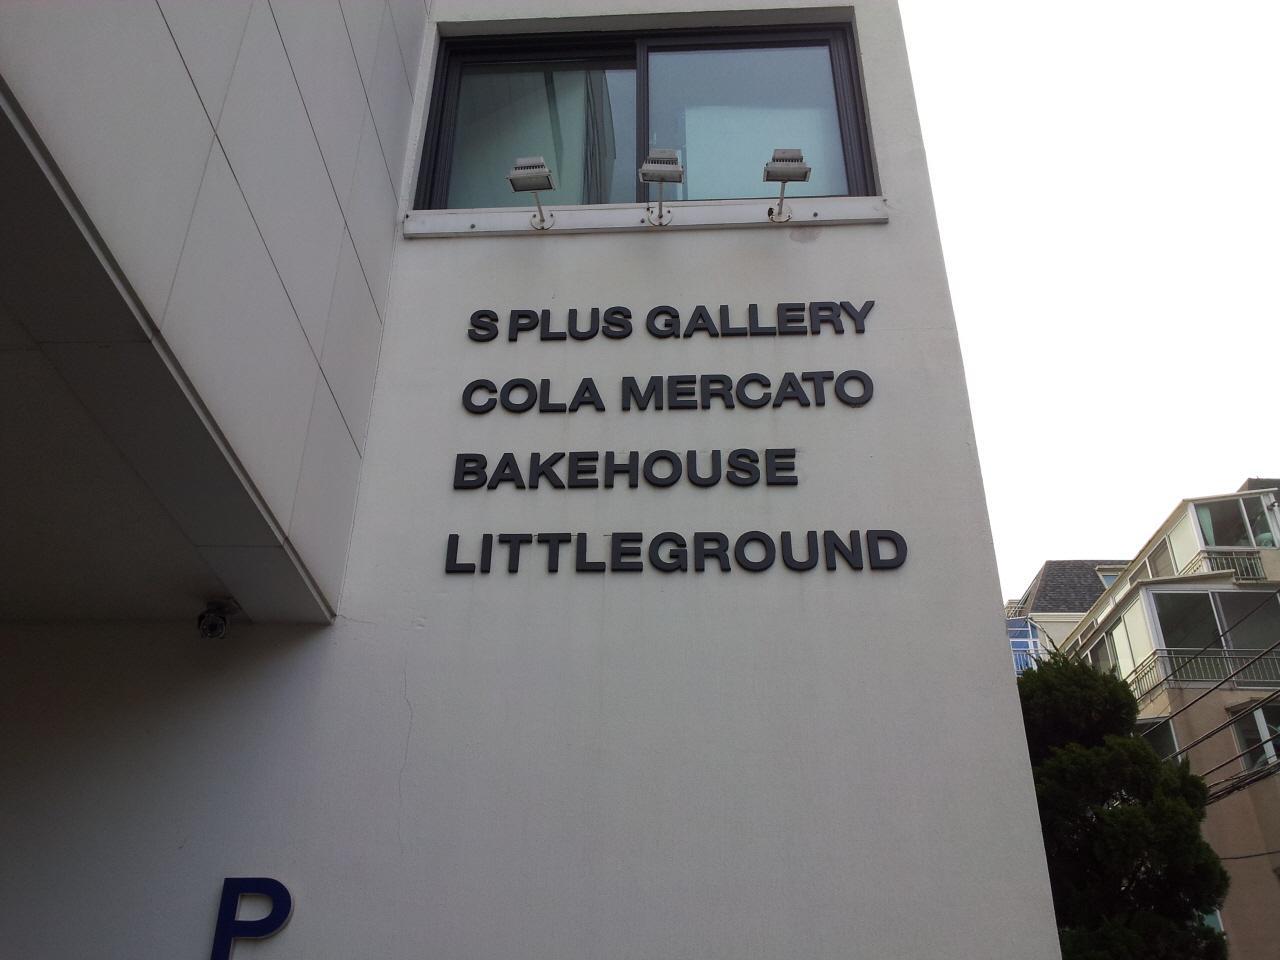 S PLUS GALLERY
COLA MERCATO
BAKEHOUSE
LITTLEGROUND
P